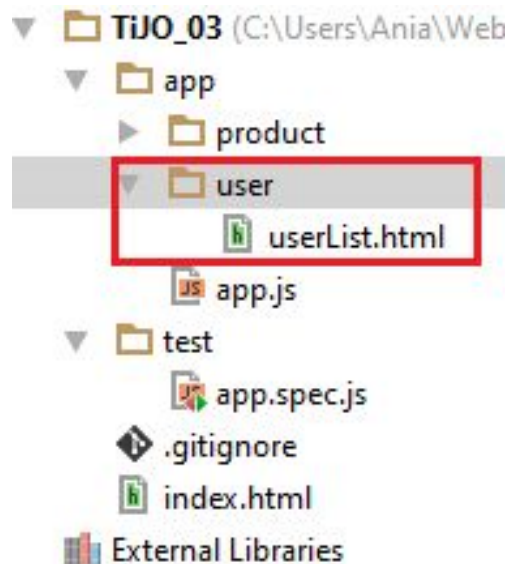 TiJO_03 (C:\Users\Ania\Web
app
product
user
userList.html
app.js
test
app.spec.js
.gitignore
index.html
External Libraries